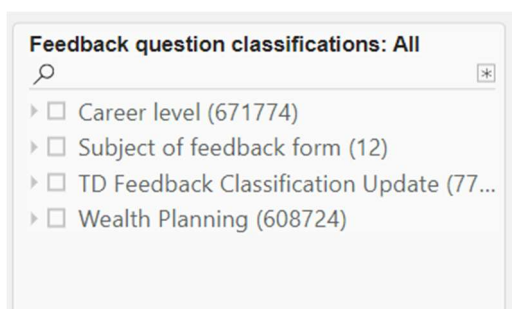 Feedback question classifications: All
Career level (671774)
Subject of feedback form (12)
TD Feedback Classification Update (77...
Wealth Planning (608724)